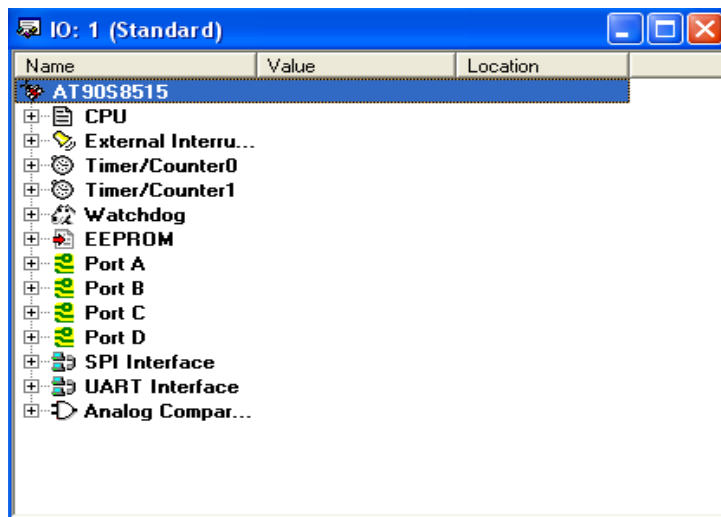 IO: 1 (Standard)
Name Value Location
AT90S8515
CPU
External Interru...
Timer/Counter0
Timer/Counter1
Watchdog
EEPROM
Port A
Port B
Port C
Port D
SPI Interface
UART Interface
Analog Compar...